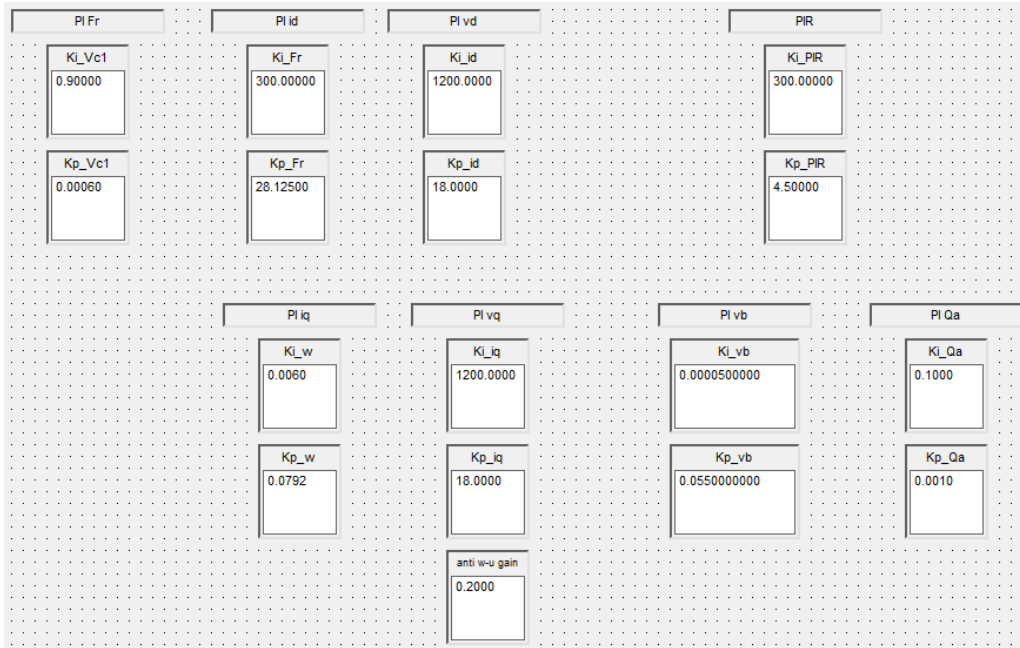 PI Fr
PI id
PI vd
PIR
Ki_Vc1
Ki_Fr
Ki_id
Ki_PIR
0.90000
300.00000
1200.0000
300.00000
Kp_Vc1
Kp_Fr
Kp_id
Kp_PIR
0.00060
28.12500
18.0000
4.50000
PI iq
PI vq
PI vb
PI Qa
Ki_w
Ki_iq
Ki_vb
Ki_Qa
0.0060
1200.0000
0.0000500000
0.1000
Kp_w
Kp_iq
Kp_vb
Kp_Qa
0.0792
18.0000
0.0550000000
0.0010
anti w-u gain
0.2000